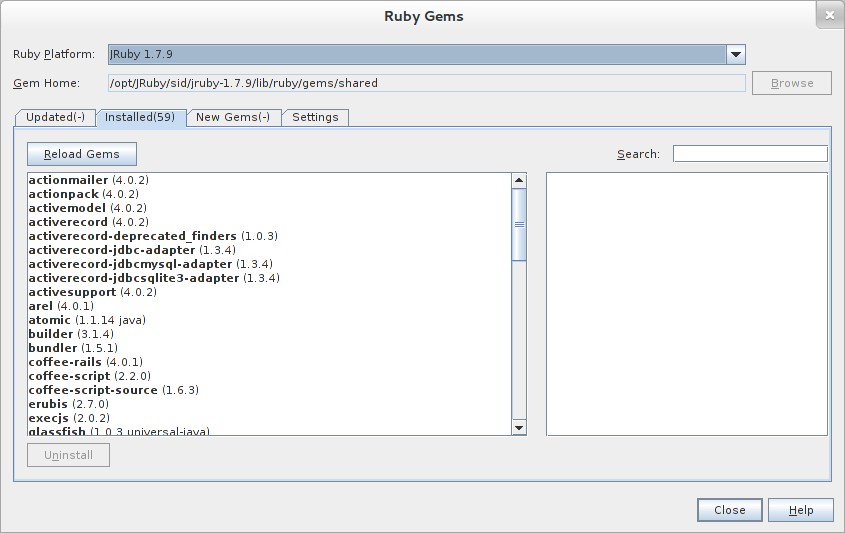 Ruby Gems
Ruby Platform: JRuby 1.7.9
Gem Home: /opt/JRuby/sid/jruby-1.7.9/lib/ruby/gems/shared Browse
Updated(-) Installed(59) New Gems(-) Settings
Reload Gems Search:
actionmailer (4.0.2)
actionpack (4.0.2)
activemodel (4.0.2)
activerecord (4.0.2)
activerecord-deprecated_finders (1.0.3)
activerecord-jdbc-adapter (1.3.4)
activerecord-jdbcmysql-adapter (1.3.4)
activerecord-jdbcsqlite3-adapter (1.3.4)
activesupport (4.0.2)
arel (4.0.1)
atomic (1.1.14 java)
builder (3.1.4)
bundler (1.5.1)
coffee-rails (4.0.1)
coffee-script (2.2.0)
coffee-script-source (1.6.3)
erubis (2.7.0)
execjs (2.0.2)
glassfish (1.0.3 universal-java)
Uninstall
Close Help